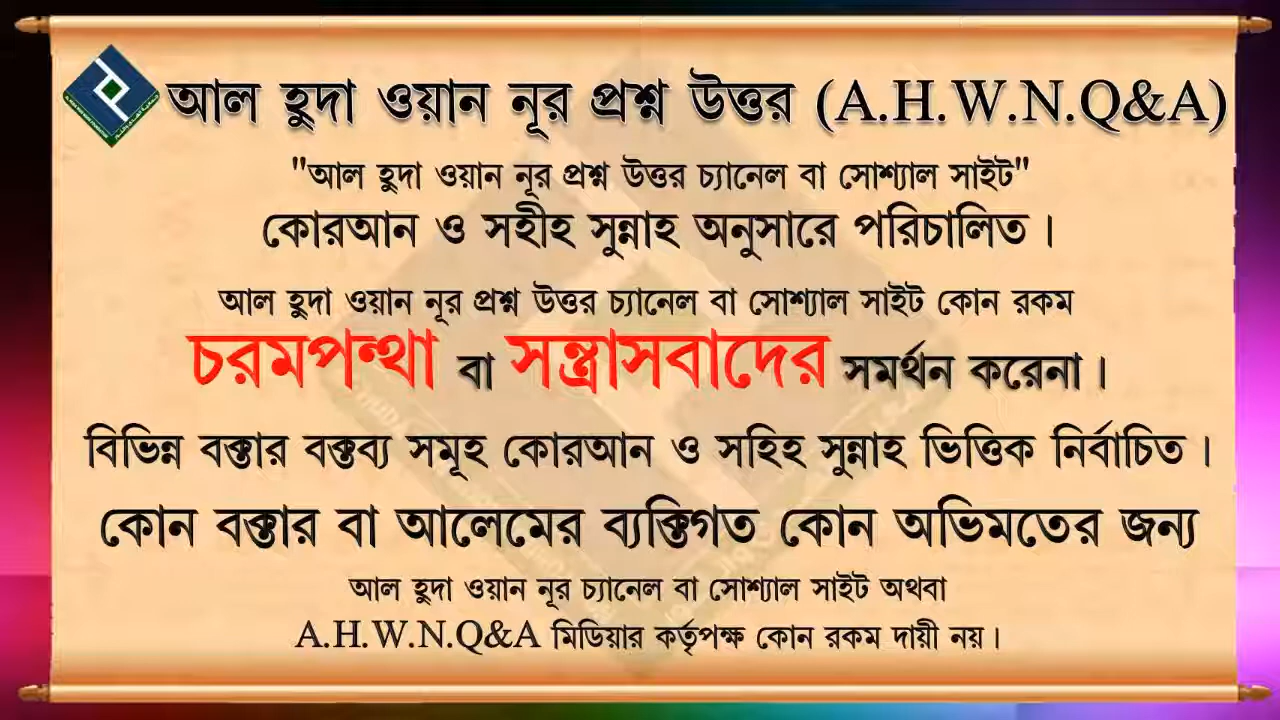 আল হুদা ওয়ান নূর প্রশ্ন উত্তর (A.H.W.N.Q&A)
"আল হুদা ওয়ান নূর প্রশ্ন উত্তর চ্যানেল বা সোশ্যাল সাইট"
কোরআন ও সহীহ সুন্নাহ অনুসারে পরিচালিত।
আল হুদা ওয়ান নূর প্রশ্ন উত্তর চ্যানেল বা সোশ্যাল সাইট কোন রকম
চরমপন্থা বা সন্ত্রাসবাদের সমর্থন করেনা।
বিভিন্ন বক্তার বক্তব্য সমূহ কোরআন ও সহিহ সুন্নাহ ভিত্তিক নির্বাচিত।
কোন বক্তার বা আলেমের ব্যক্তিগত কোন অভিমতের জন্য
আল হুদা ওয়ান নূর চ্যানেল বা সোশ্যাল সাইট অথবা
A.H.W.N.Q&A মিডিয়ার কর্তৃপক্ষ কোন রকম দায়ী নয়।